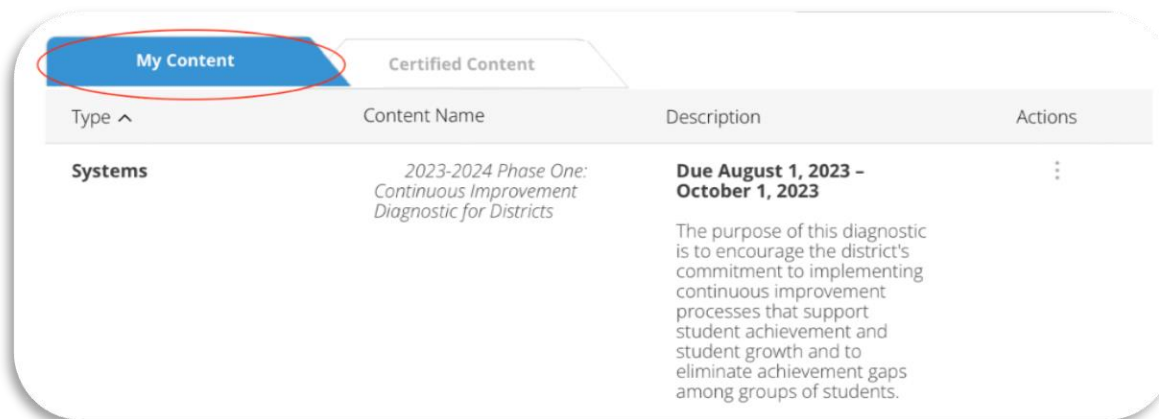 My Content
Certified Content
Type
Content Name
Description
Actions
Systems
2023-2024 Phase One:
Continuous Improvement
Diagnostic for Districts
Due August 1, 2023 –
October 1, 2023
The purpose of this diagnostic
is to encourage the district's
commitment to implementing
continuous improvement
processes that support
student achievement and
student growth and to
eliminate achievement gaps
among groups of students.